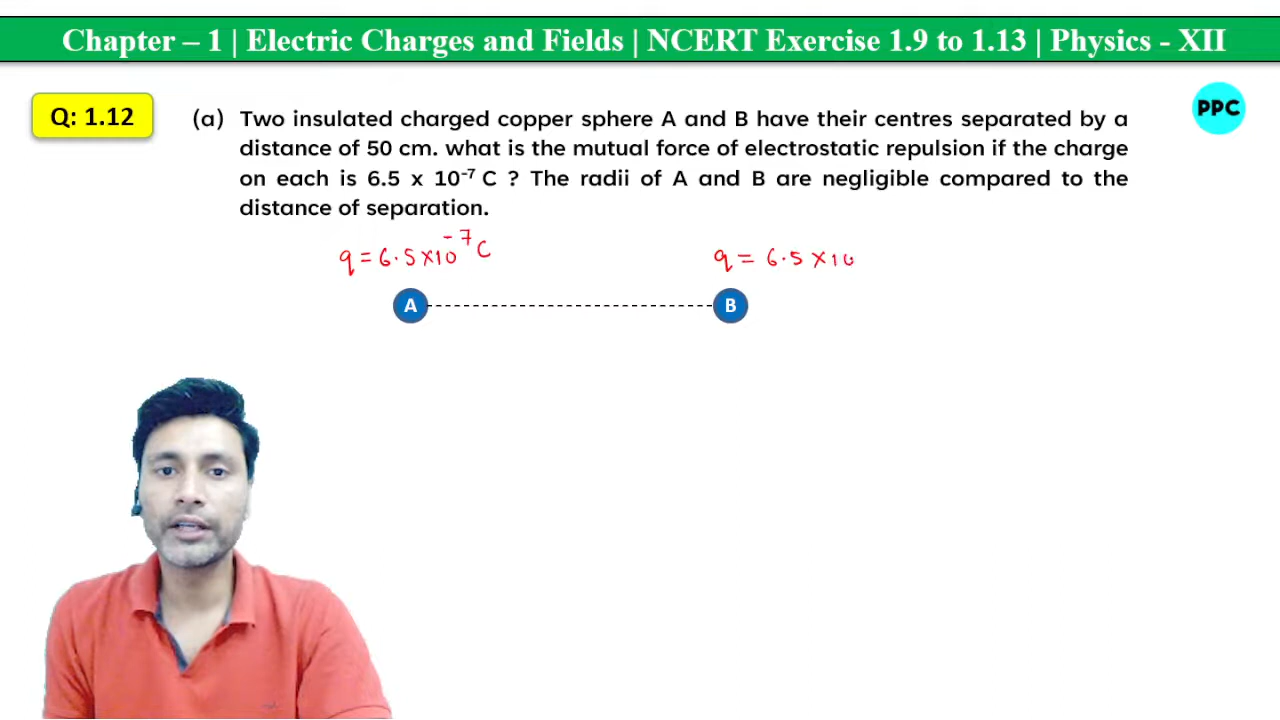 Chapter – 1 | Electric Charges and Fields | NCERT Exercise 1.9 to 1.13 | Physics - XII
Q: 1.12
PPC
(a) Two insulated charged copper sphere A and B have their centres separated by a
distance of 50 cm. what is the mutual force of electrostatic repulsion if the charge
on each is 6.5 x 10⁻⁷ C ? The radii of A and B are negligible compared to the
distance of separation.
q = 6.5×10⁻⁷ C
q = 6.5 ×10
A
B